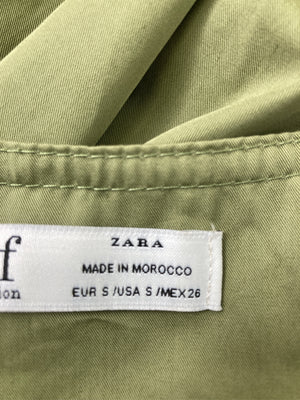 ZARA
MADE IN MOROCCO
EUR S /USA S /MEX 26